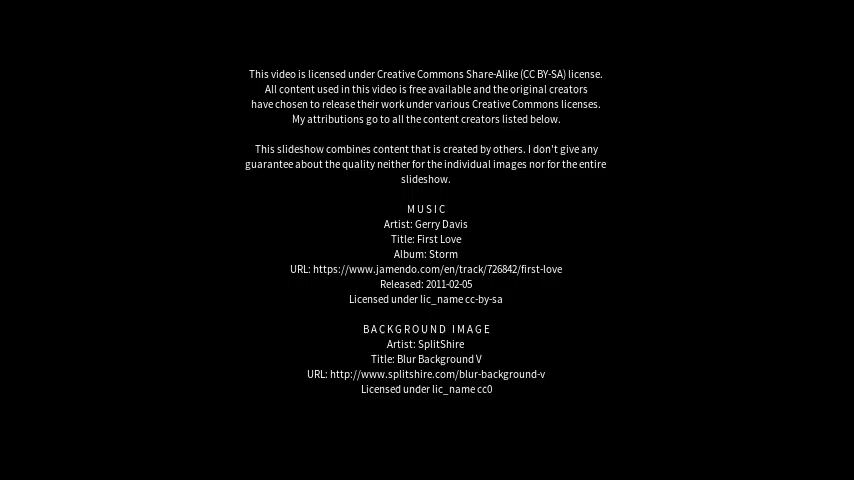 This video is licensed under Creative Commons Share-Alike (CC BY-SA) license.
All content used in this video is free available and the original creators
have chosen to release their work under various Creative Commons licenses.
My attributions go to all the content creators listed below.
This slideshow combines content that is created by others. I don't give any
guarantee about the quality neither for the individual images nor for the entire
slideshow.
MUSIC
Artist: Gerry Davis
Title: First Love
Album: Storm
URL: https://www.jamendo.com/en/track/726842/first-love
Released: 2011-02-05
Licensed under lic_name cc-by-sa
BACKGROUND IMAGE
Artist: SplitShire
Title: Blur Background V
URL: http://www.splitshire.com/blur-background-v
Licensed under lic_name cc0